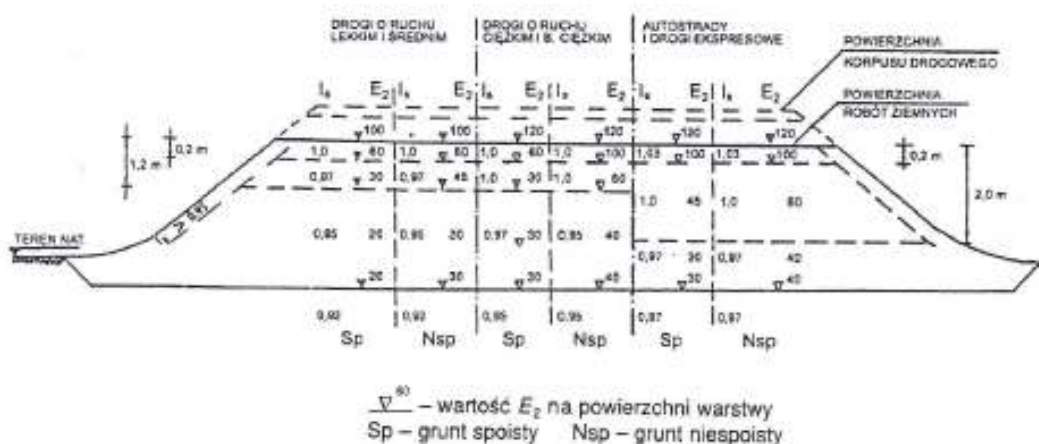 DROGI O RUCHU LEKKIM I ŚREDNIM
DROGI O RUCHU CIĘŻKIM I B. CIĘŻKIM
AUTOSTRADY I DROGI EKSPRESOWE
POWIERZCHNIA KORPUSU DROGOWEGO
POWIERZCHNIA ROBÓT ZIEMNYCH
Is E2 Is E2 Is E2 Is E2 Is E2 Is E2
100 100 120 120 120
1,2 m 0,2 m 0,2 m 2,0 m
1,0 60 1,0 1,0 60 1,0 100 1,03 100 1,03 100
0,97 30 0,97 45 1,0 30 1,0 60
1,0 45 1,0
TEREN NAT.
0,95 20 0,95 20 0,97 30 0,95 40
0,97 30 0,97 40
20 30 30 40 30 40
0,92 0,92 0,95 0,95 0,97 0,97
Sp Nsp Sp Nsp Sp Nsp
60 – wartość E2 na powierzchni warstwy
Sp – grunt spoisty Nsp – grunt niespoisty